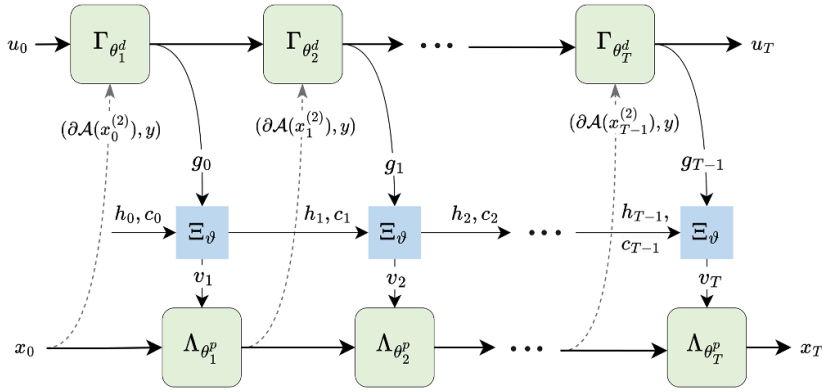 u_0 Γ_{θ_1^d} Γ_{θ_2^d} ··· Γ_{θ_T^d} u_T
(∂𝒜(x_0^{(2)}), y) (∂𝒜(x_1^{(2)}), y) (∂𝒜(x_{T−1}^{(2)}), y)
g_0 g_1 g_{T−1}
h_0, c_0 Ξ_ϑ h_1, c_1 Ξ_ϑ h_2, c_2 ··· h_{T−1}, Ξ_ϑ
c_{T−1}
v_1 v_2 v_T
x_0 Λ_{θ_1^p} Λ_{θ_2^p} ··· Λ_{θ_T^p} x_T